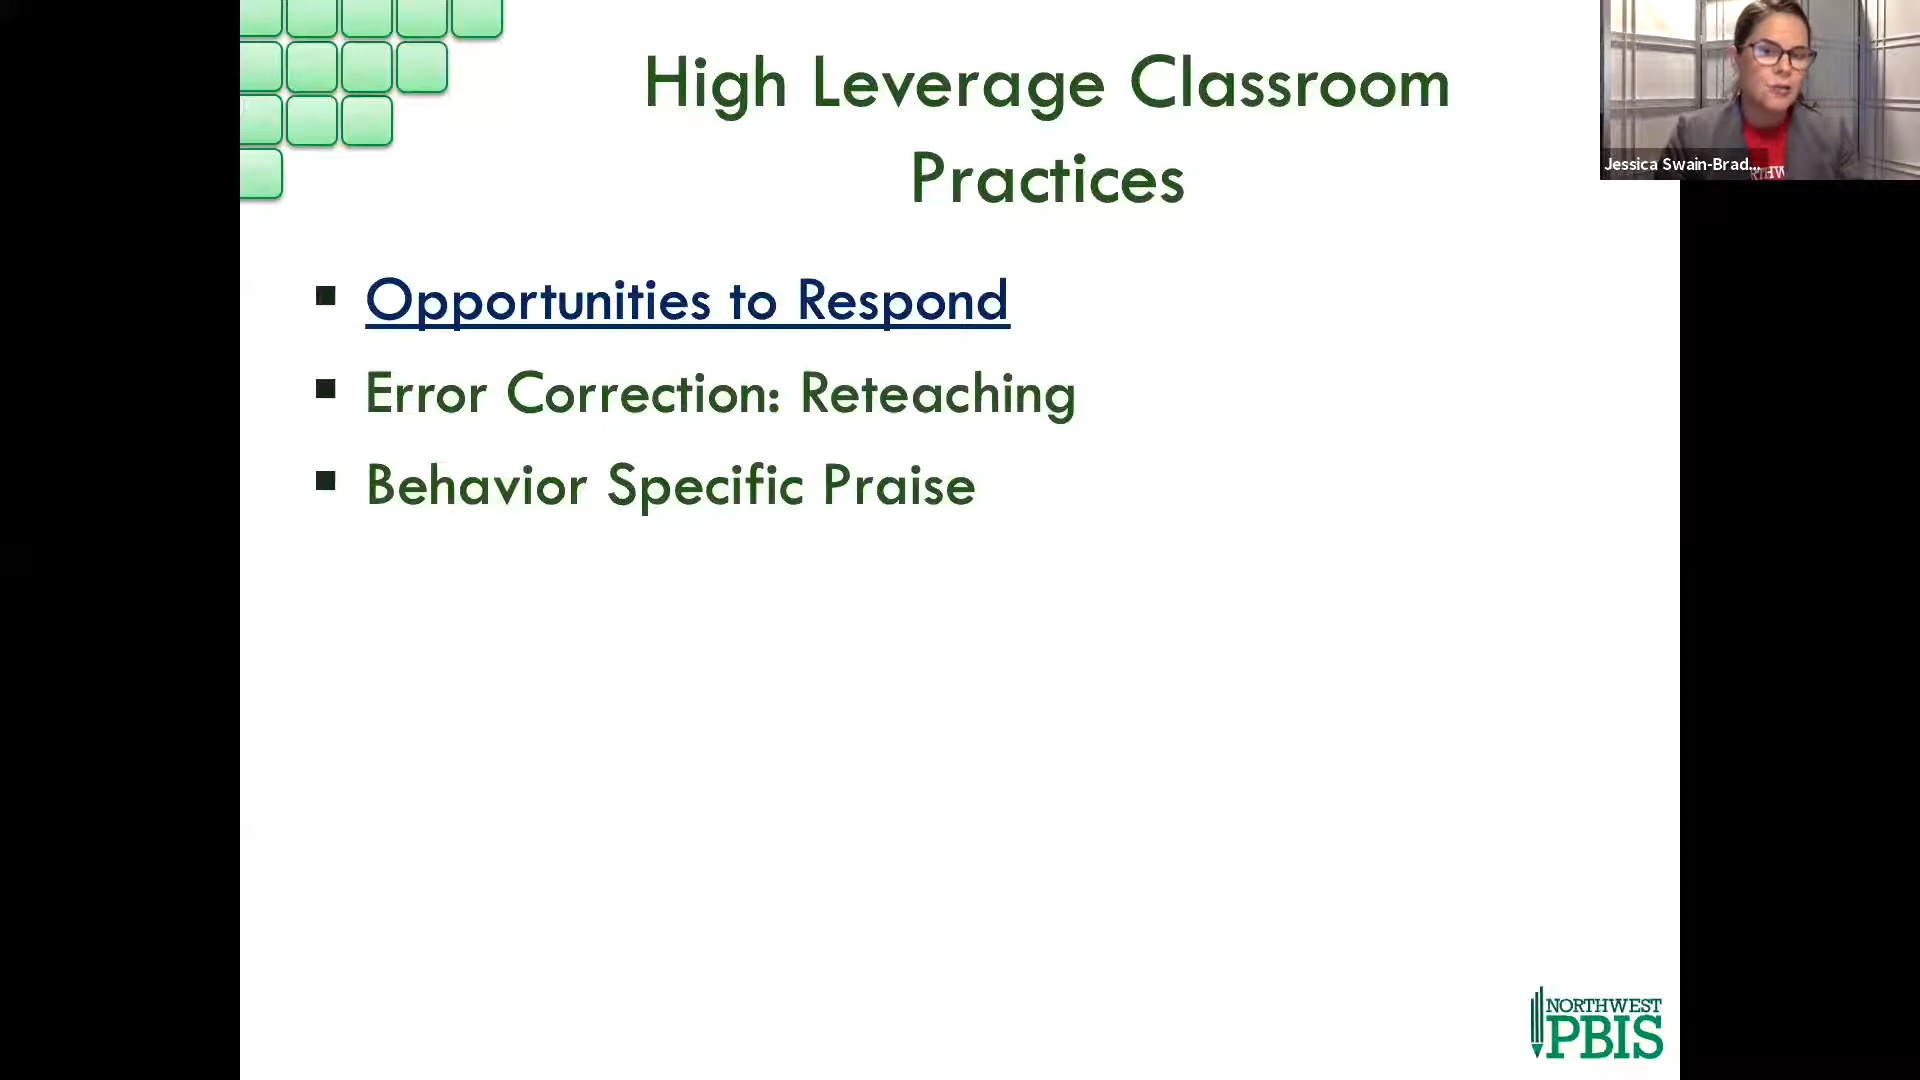 High Leverage Classroom
Practices
Jessica Swain-Brad...
▪ Opportunities to Respond
▪ Error Correction: Reteaching
▪ Behavior Specific Praise
NORTHWEST
PBIS